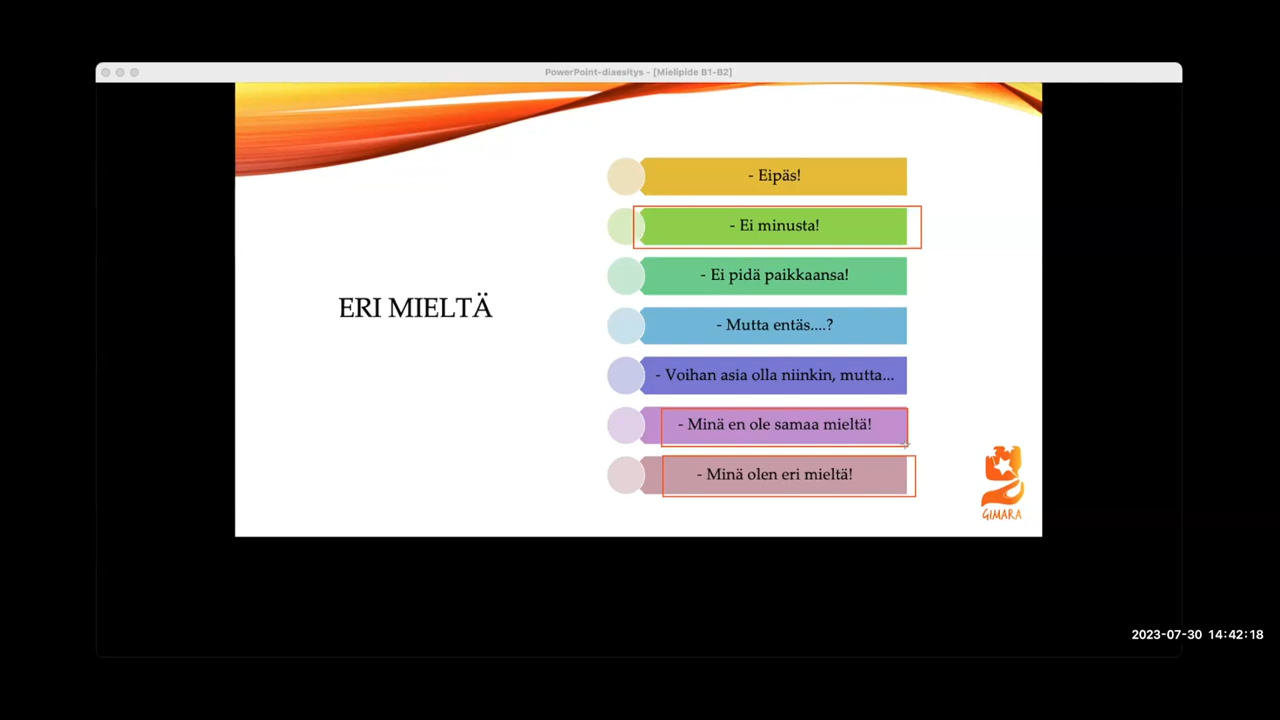 PowerPoint-diaesitys - [Mielipide B1-B2]
ERI MIELTÄ
- Eipäs!
- Ei minusta!
- Ei pidä paikkaansa!
- Mutta entäs....?
- Voihan asia olla niinkin, mutta...
- Minä en ole samaa mieltä!
- Minä olen eri mieltä!
GIMARA
2023-07-30 14:42:18